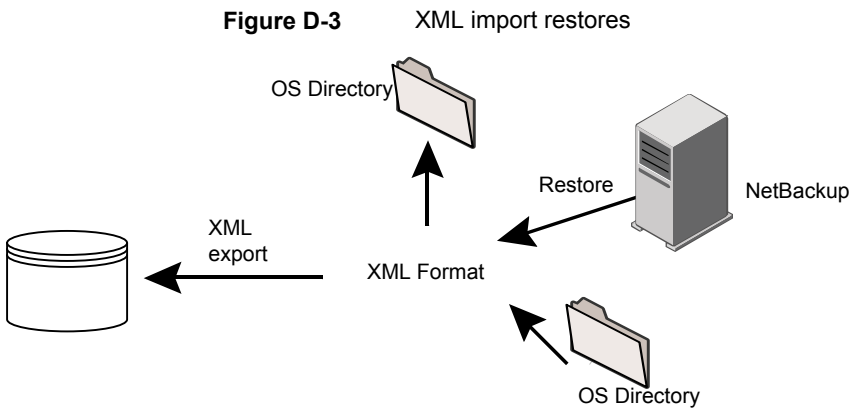 Figure D-3 XML import restores
OS Directory
Restore
NetBackup
XML
export
XML Format
OS Directory